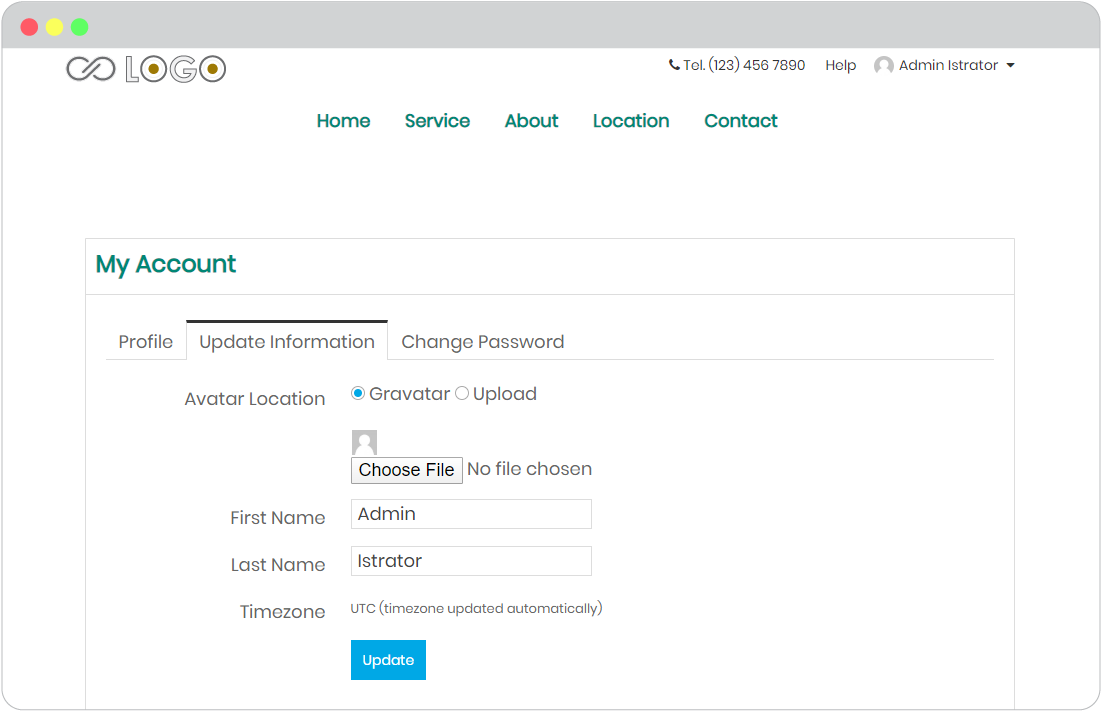 LOGO Tel. (123) 456 7890 Help Admin Istrator
Home Service About Location Contact
My Account
Profile Update Information Change Password
Avatar Location Gravatar Upload
Choose File No file chosen
First Name Admin
Last Name Istrator
Timezone UTC (timezone updated automatically)
Update